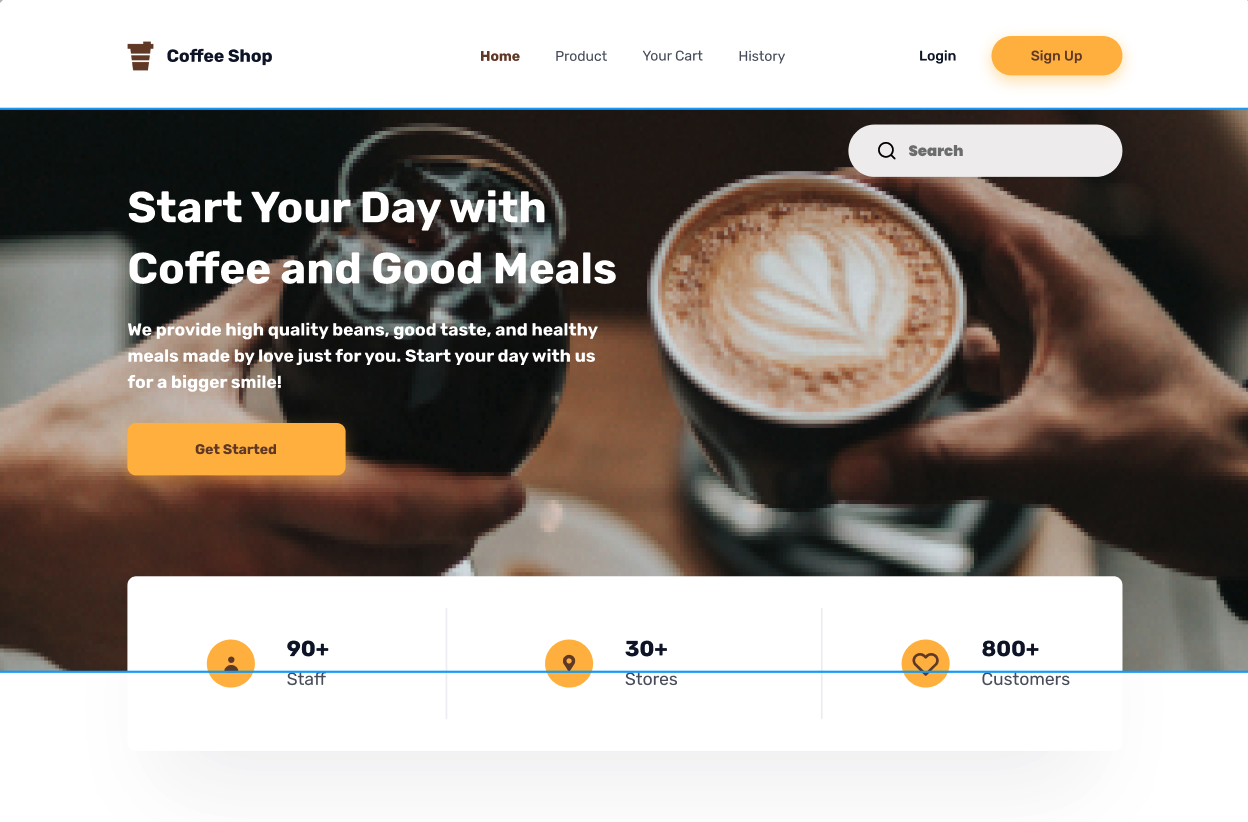 Coffee Shop
Home Product Your Cart History
Login
Sign Up
Search
Start Your Day with
Coffee and Good Meals
We provide high quality beans, good taste, and healthy
meals made by love just for you. Start your day with us
for a bigger smile!
Get Started
90+
Staff
30+
Stores
800+
Customers